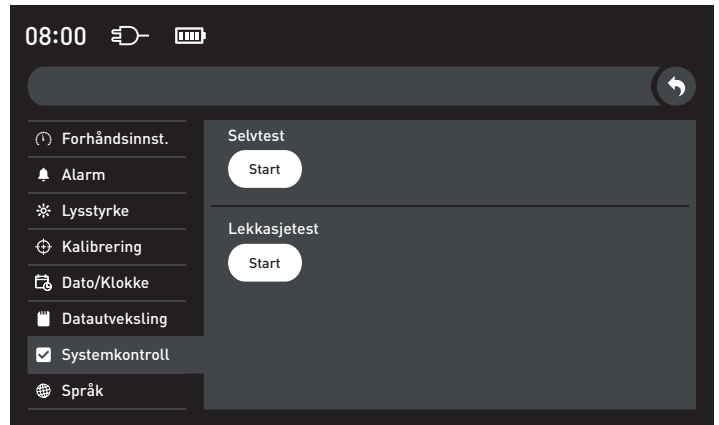 08:00
Forhåndsinnst.
Alarm
Lysstyrke
Kalibrering
Dato/Klokke
Datautveksling
Systemkontroll
Språk
Selvtest
Start
Lekkasjetest
Start